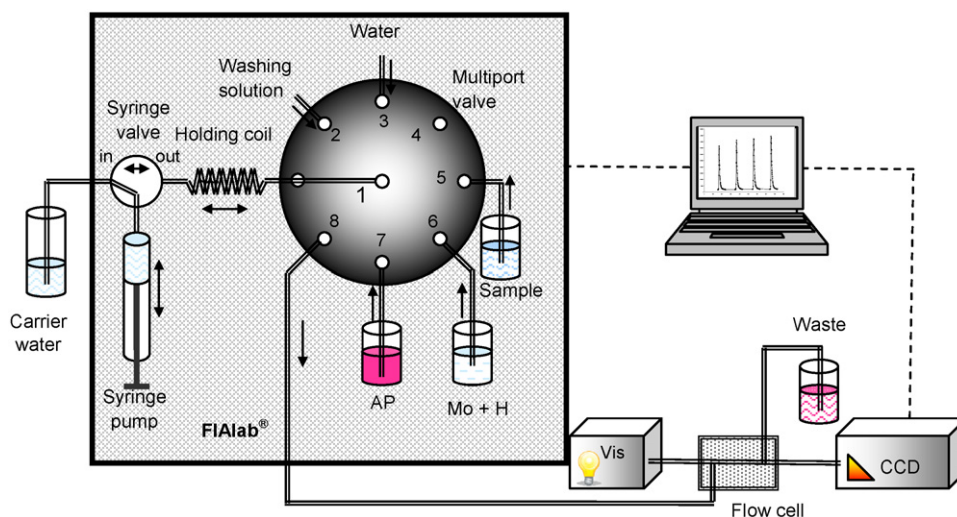 Water
Washing
solution
Multiport
valve
Syringe
valve
in
out
Holding coil
1
2
3
4
5
6
7
8
Carrier
water
Syringe
pump
FIAlab®
AP
Mo + H
Sample
Waste
Vis
CCD
Flow cell